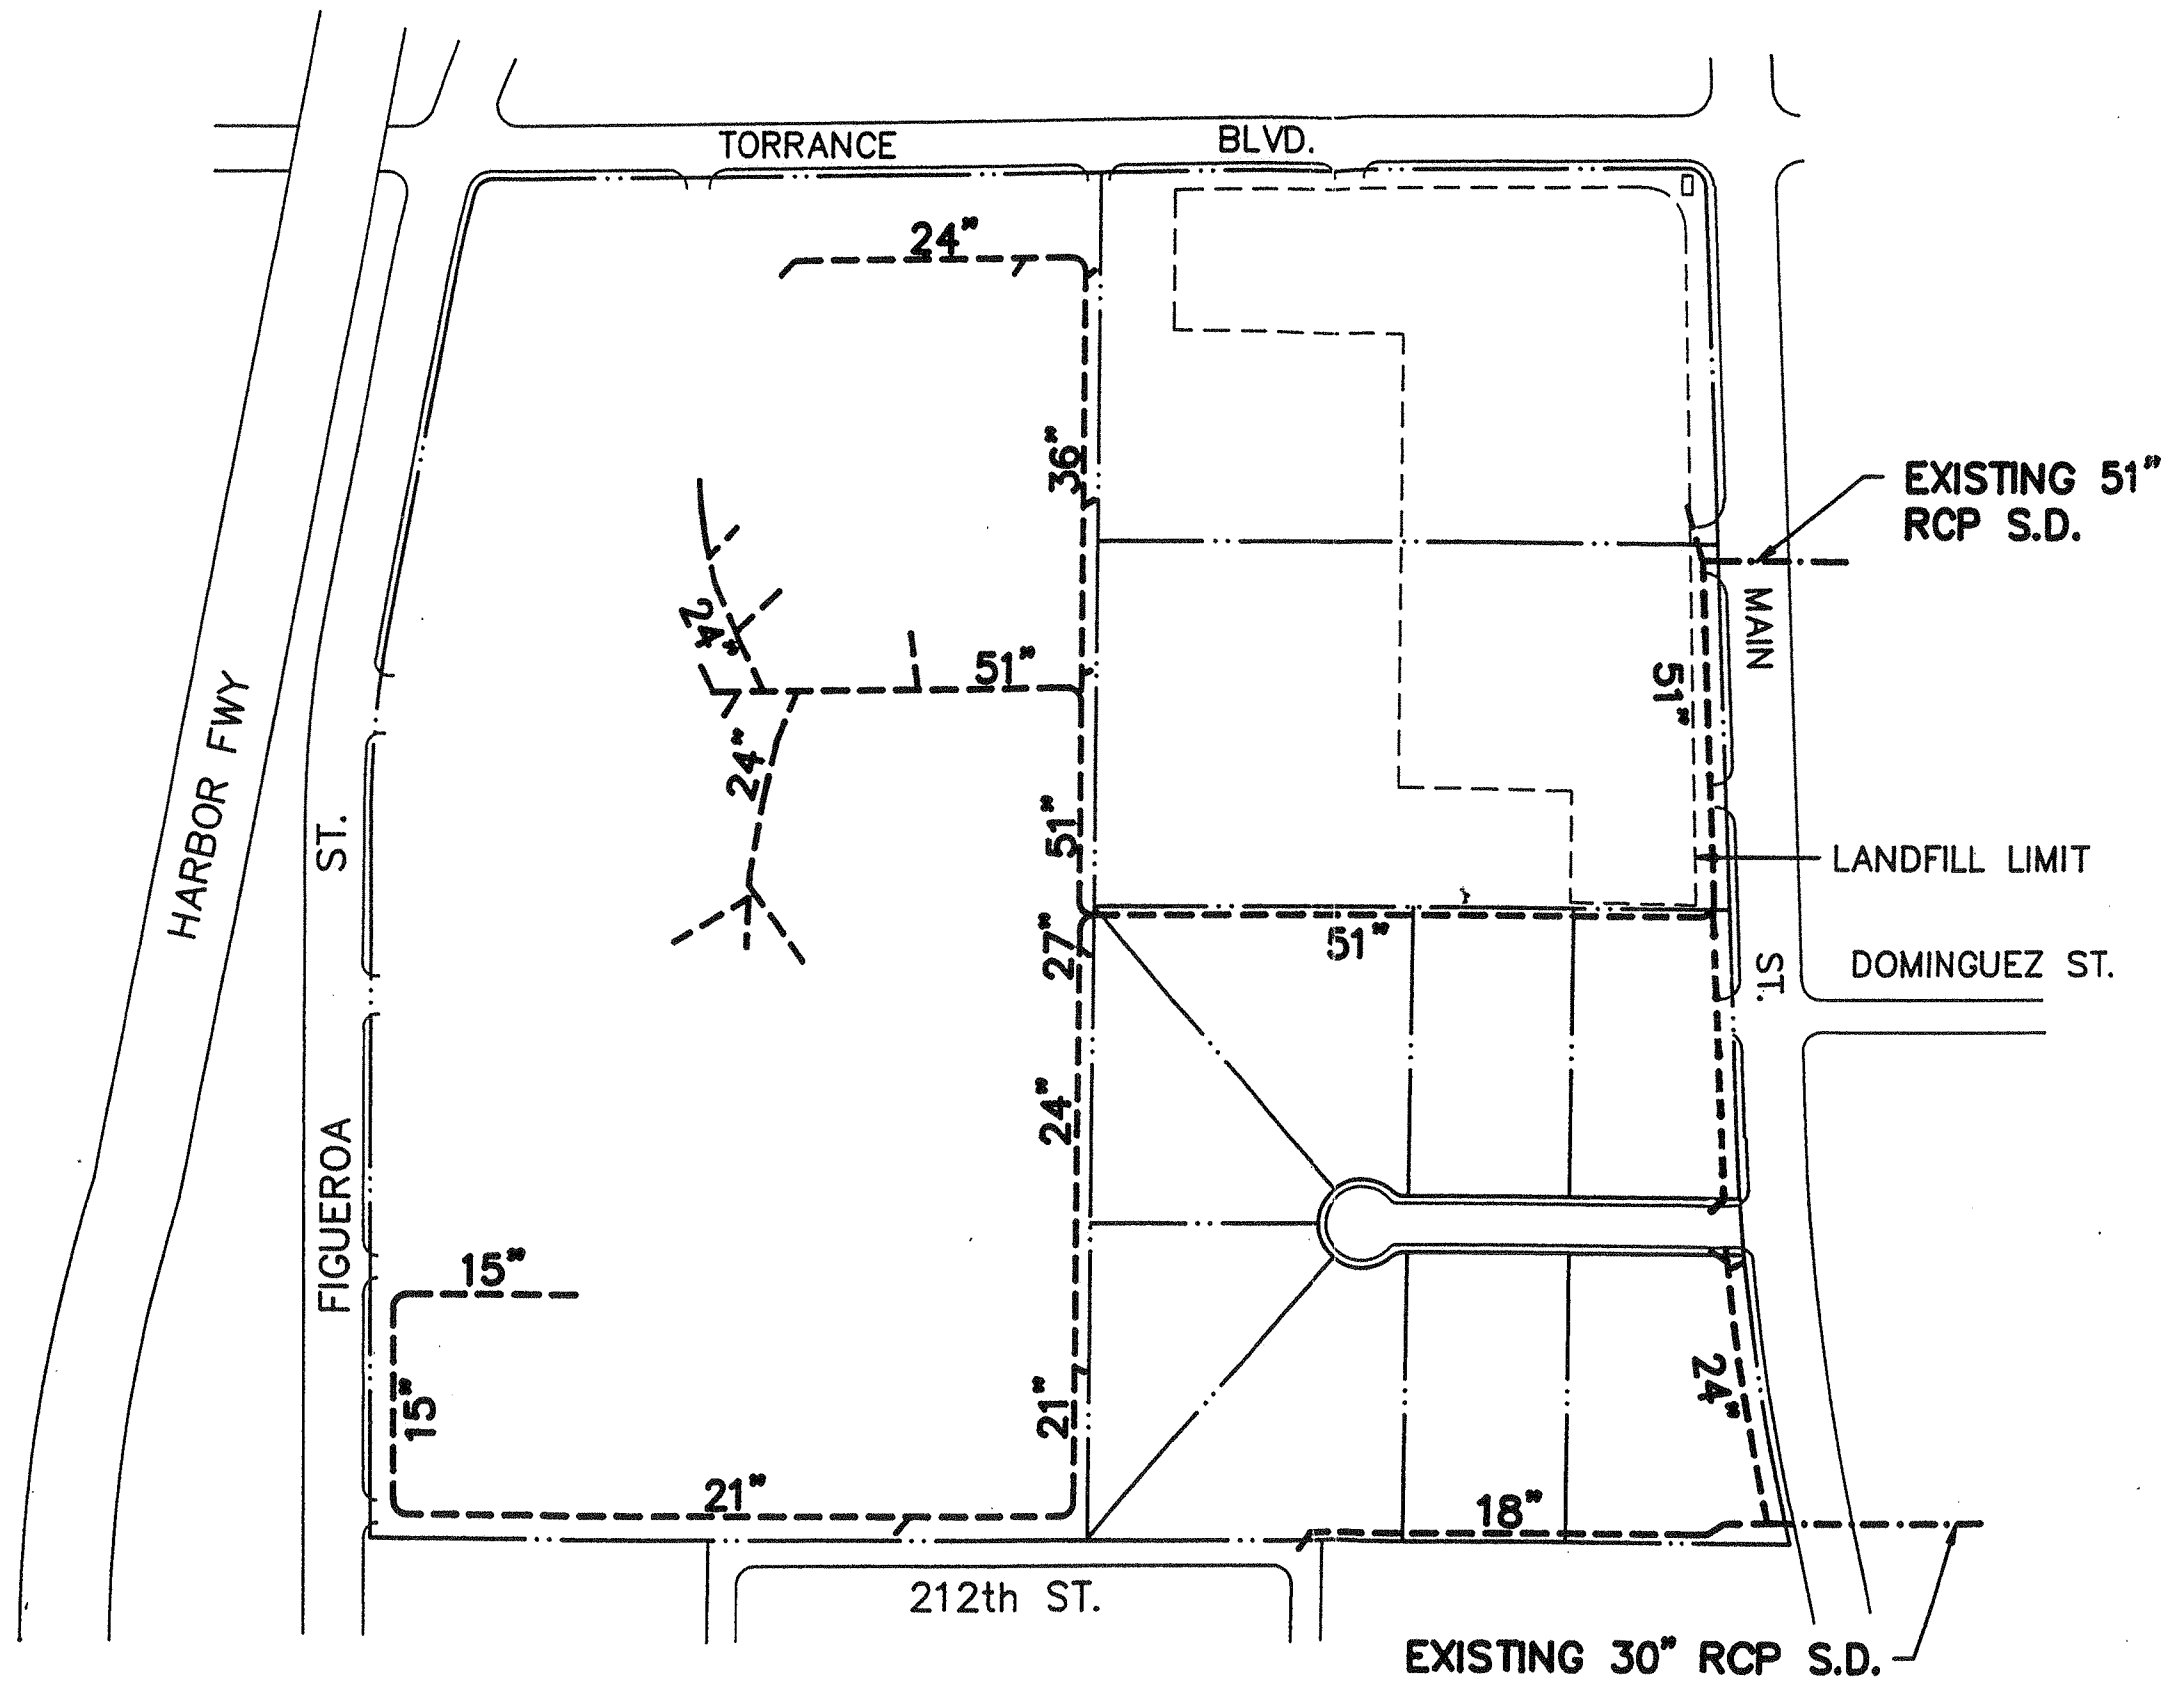 TORRANCE BLVD.
24"
36"
EXISTING 51"
RCP S.D.
MAIN
24"
51"
51"
HARBOR FWY
24"
ST.
51"
LANDFILL LIMIT
27"
51"
ST.
DOMINGUEZ ST.
24"
FIGUEROA
15"
15"
21"
24"
21"
18"
212th ST.
EXISTING 30" RCP S.D.